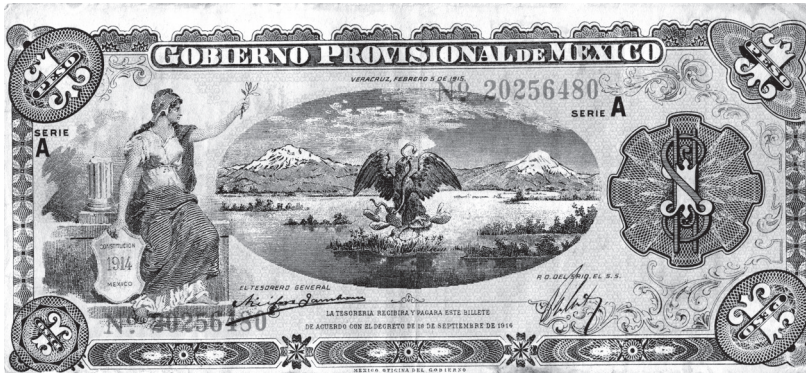 GOBIERNO PROVISIONAL DE MEXICO
VERACRUZ, FEBRERO 5 DE 1915.
No 20256480
SERIE A
SERIE
A
CONSTITUCION
1914
MEXICO
EL TESORERO GENERAL
P.O. DEL SRIO, EL S. S.
No 20256480
LA TESORERIA RECIBIRA Y PAGARA ESTE BILLETE
DE ACUERDO CON EL DECRETO DE 19 DE SEPTIEMBRE DE 1914
MEXICO OFICINA DEL GOBIERNO